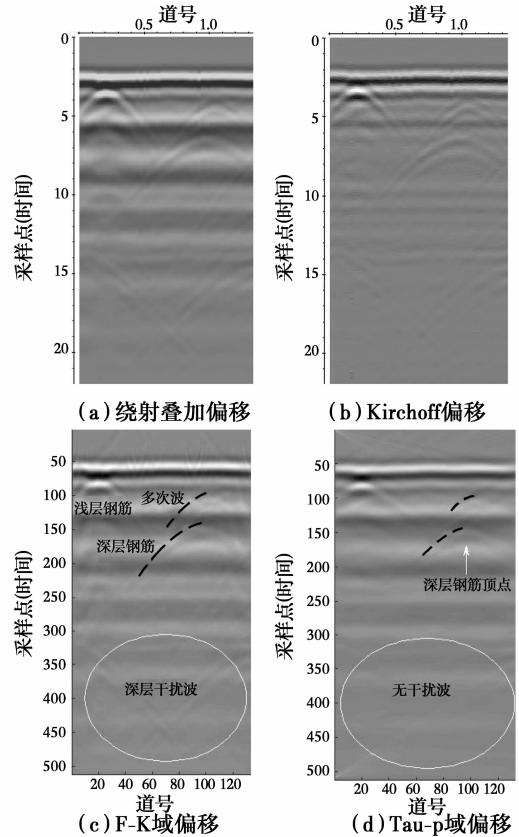 道号 道号
0.5 1.0 0.5 1.0
0 0
5 5
10 10
15 15
20 20
采样点(时间) 采样点(时间)
(a)绕射叠加偏移 (b)Kirchoff偏移
50 50
100 100
150 150
200 200
250 250
300 300
350 350
400 400
450 450
500 500
采样点(时间) 采样点(时间)
多次波
浅层钢筋
深层钢筋
深层钢筋顶点
深层干扰波 无干扰波
20 40 60 80 100 120 20 40 60 80 100 120
道号 道号
(c)F-K域偏移 (d)Tau-p域偏移